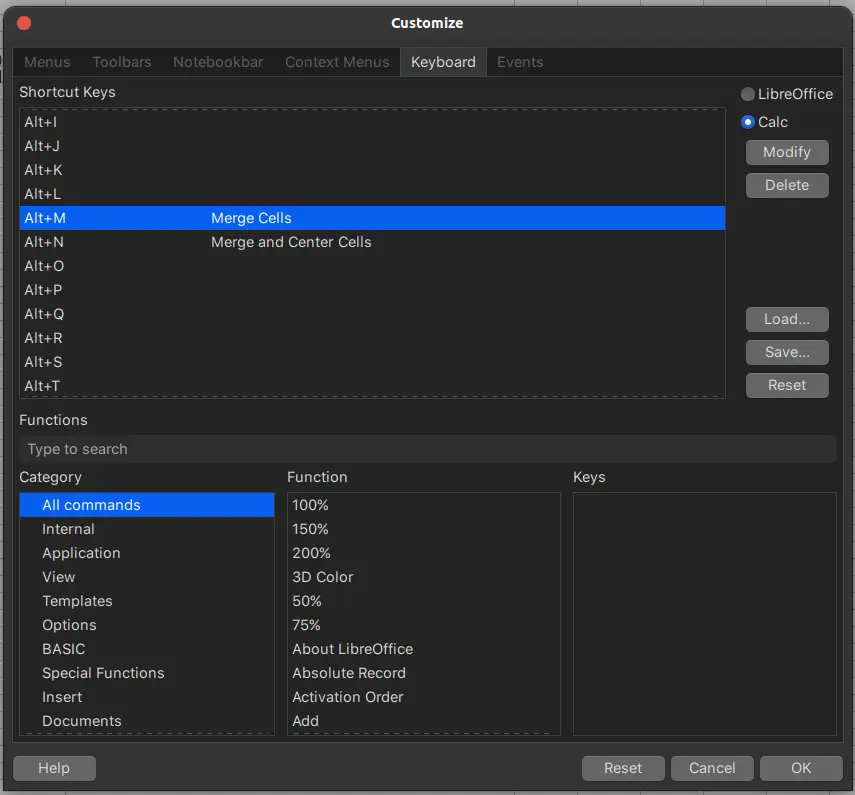 Customize
Menus Toolbars Notebookbar Context Menus Keyboard Events
Shortcut Keys
LibreOffice
Calc
Modify
Delete
Load...
Save...
Reset
Alt+I
Alt+J
Alt+K
Alt+L
Alt+M Merge Cells
Alt+N Merge and Center Cells
Alt+O
Alt+P
Alt+Q
Alt+R
Alt+S
Alt+T
Functions
Type to search
Category
All commands
Internal
Application
View
Templates
Options
BASIC
Special Functions
Insert
Documents
Function
100%
150%
200%
3D Color
50%
75%
About LibreOffice
Absolute Record
Activation Order
Add
Keys
Help Reset Cancel OK